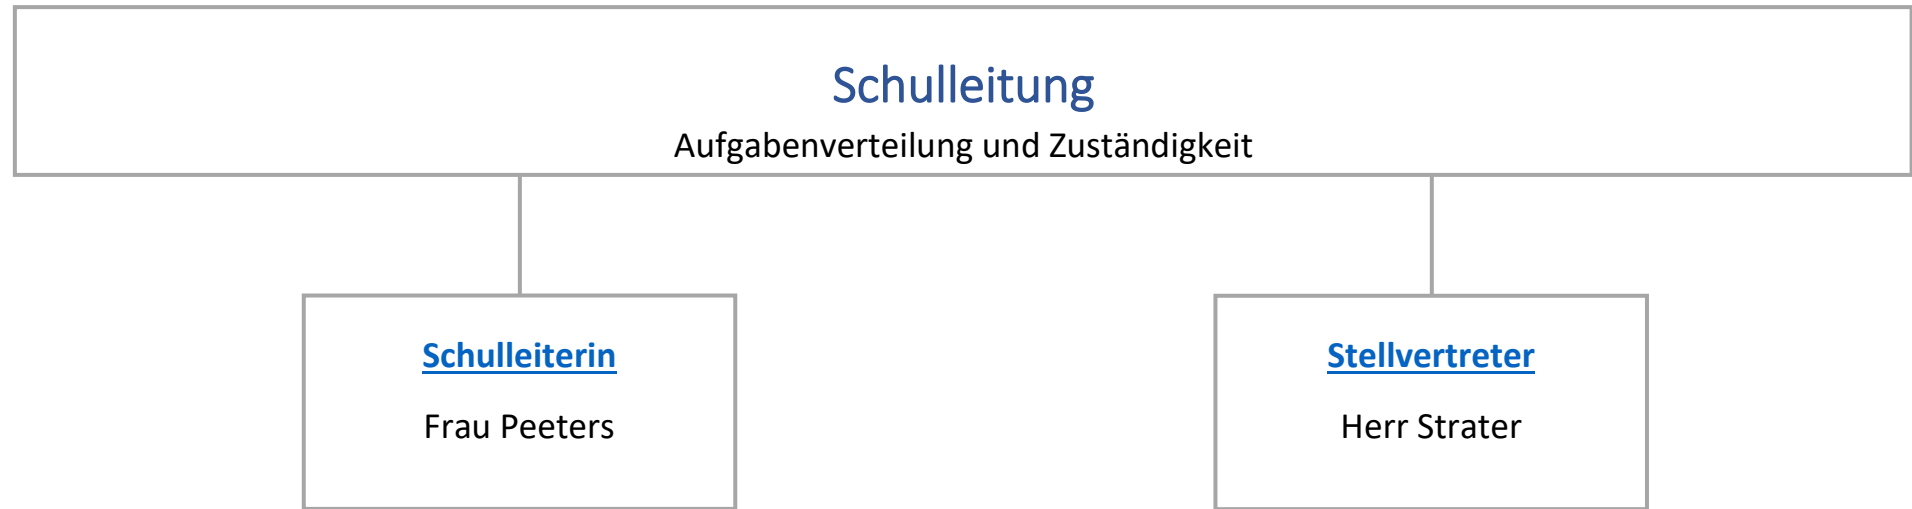 Schulleitung
Aufgabenverteilung und Zuständigkeit
Schulleiterin
Frau Peeters
Stellvertreter
Herr Strater